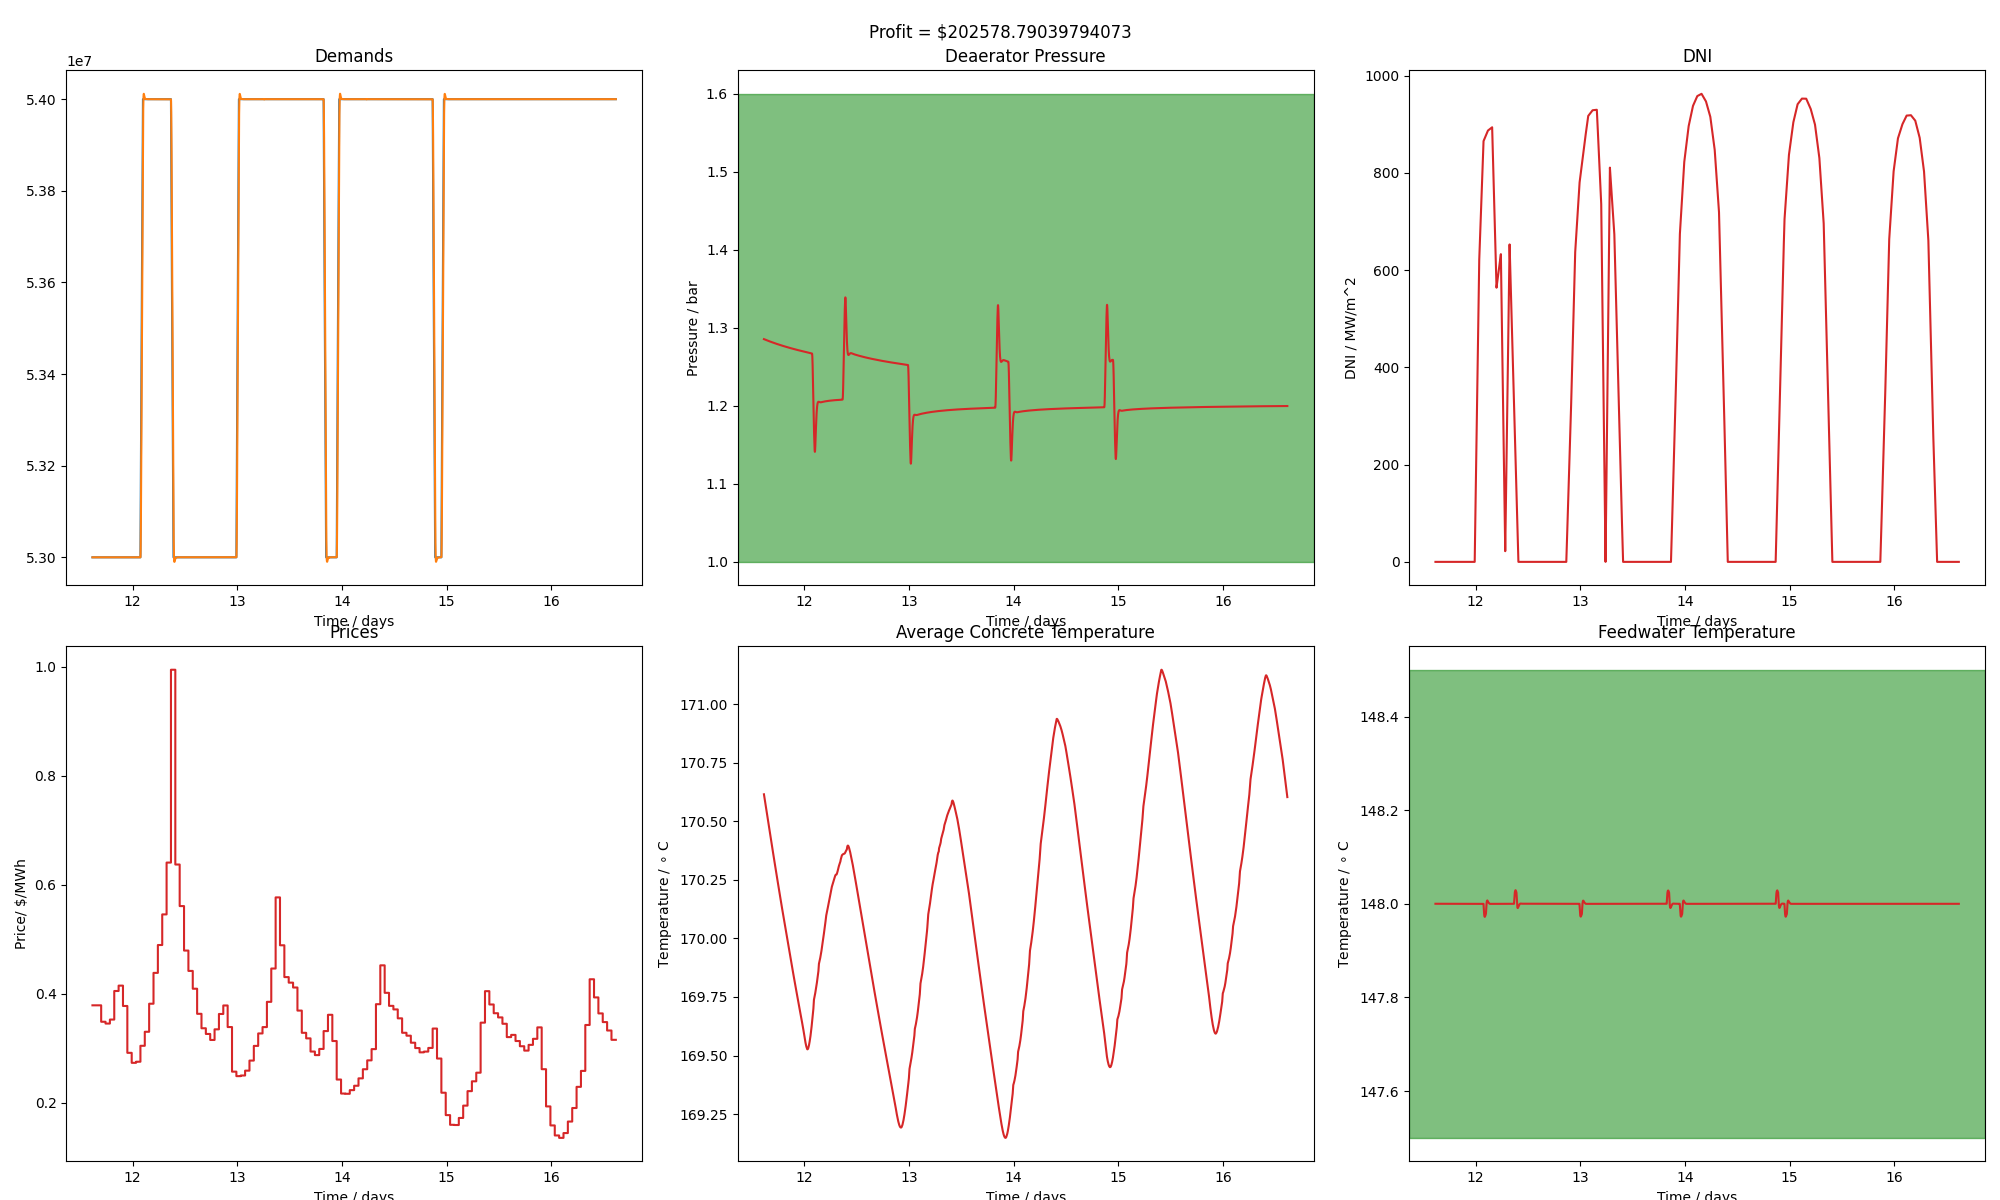 Profit = $202578.79039794073
Demands
1e7
5.40
5.38
5.36
5.34
5.32
5.30
12 13 14 15 16
Time / days
Deaerator Pressure
Pressure / bar
1.6
1.5
1.4
1.3
1.2
1.1
1.0
12 13 14 15 16
Time / days
DNI
DNI / MW/m^2
1000
800
600
400
200
0
12 13 14 15 16
Time / days
Prices
Price/ $/MWh
1.0
0.8
0.6
0.4
0.2
12 13 14 15 16
Time / days
Average Concrete Temperature
Temperature / ∘ C
171.00
170.75
170.50
170.25
170.00
169.75
169.50
169.25
12 13 14 15 16
Time / days
Feedwater Temperature
Temperature / ∘ C
148.4
148.2
148.0
147.8
147.6
12 13 14 15 16
Time / days